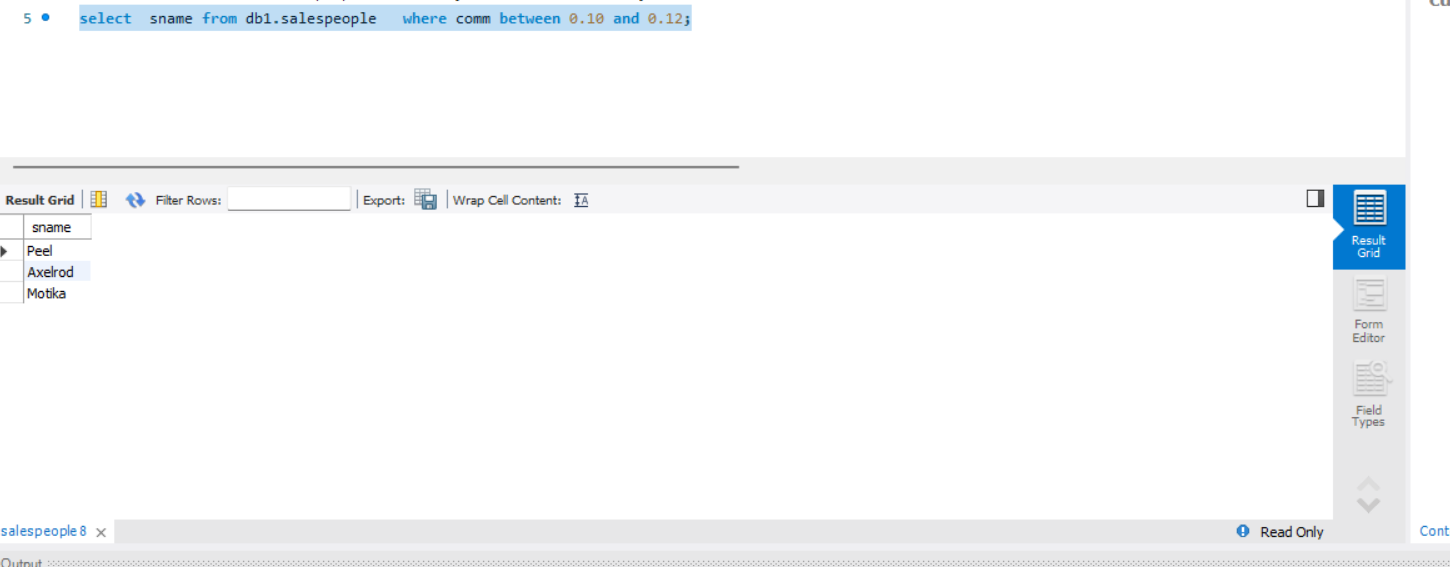 5 select sname from db1.salespeople where comm between 0.10 and 0.12;
Result Grid Filter Rows: Export: Wrap Cell Content: IA
sname
Peel
Axelrod
Motika
Result
Grid
Form
Editor
Field
Types
salespeople 8 ×
Read Only
Cont
Output